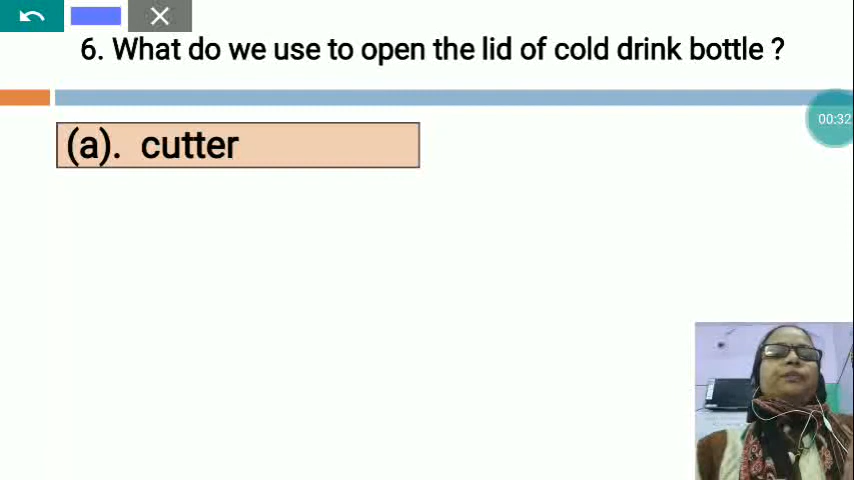 6. What do we use to open the lid of cold drink bottle ?
00:32
(a). cutter